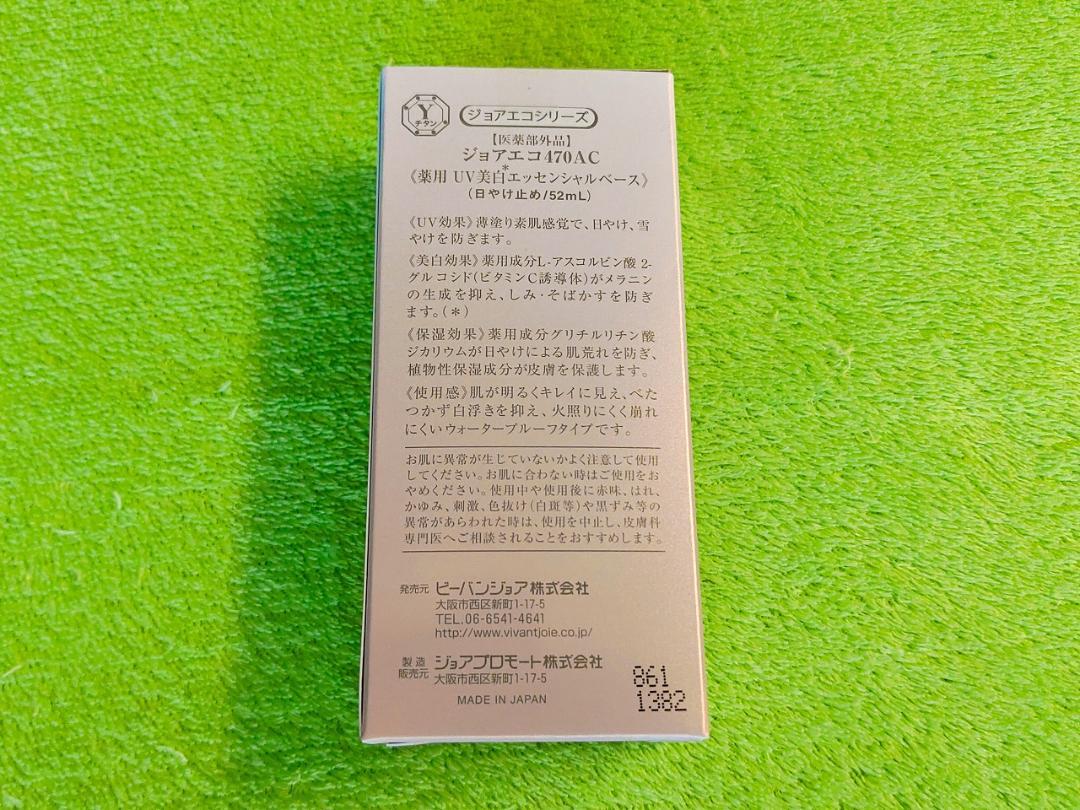 Y
チタン
ジョアエコシリーズ
【医薬部外品】
ジョアエコ470AC
《薬用 UV美白*エッセンシャルベース》
(日やけ止め/52mL)
《UV効果》薄塗り素肌感覚で、日やけ、雪
やけを防ぎます。
《美白効果》薬用成分L-アスコルビン酸 2-
グルコシド(ビタミンC誘導体)がメラニン
の生成を抑え、しみ・そばかすを防ぎ
ます。(*)
《保湿効果》薬用成分グリチルリチン酸
ジカリウムが日やけによる肌荒れを防ぎ、
植物性保湿成分が皮膚を保護します。
《使用感》肌が明るくキレイに見え、べた
つかず白浮きを抑え、火照りにくく崩れ
にくいウォータープルーフタイプです。
お肌に異常が生じていないかよく注意して使用
してください。お肌に合わない時はご使用をお
やめください。使用中や使用後に赤味、はれ、
かゆみ、刺激、色抜け(白斑等)や黒ずみ等の
異常があらわれた時は、使用を中止し、皮膚科
専門医へご相談されることをおすすめします。
発売元 ビーバンジョア株式会社
大阪市西区新町1-17-5
TEL.06-6541-4641
http://www.vivantjoie.co.jp/
製造
販売元 ジョアプロモート株式会社
大阪市西区新町1-17-5
MADE IN JAPAN
861
1382